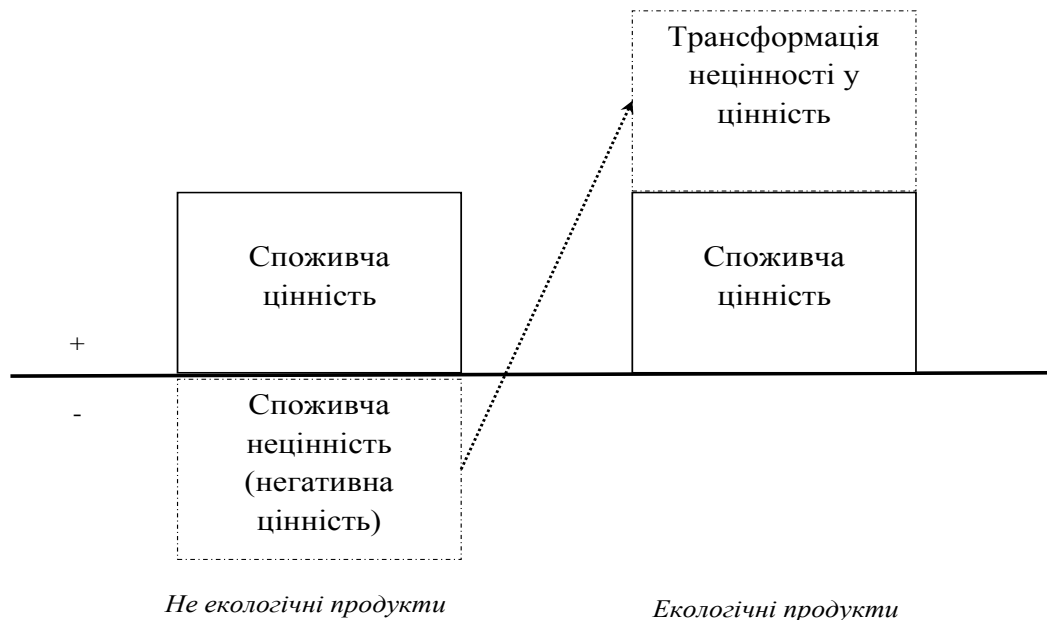 Трансформація
нецінності у
цінність
Споживча
цінність
Споживча
цінність
+
-
Споживча
нецінність
(негативна
цінність)
Не екологічні продукти
Екологічні продукти